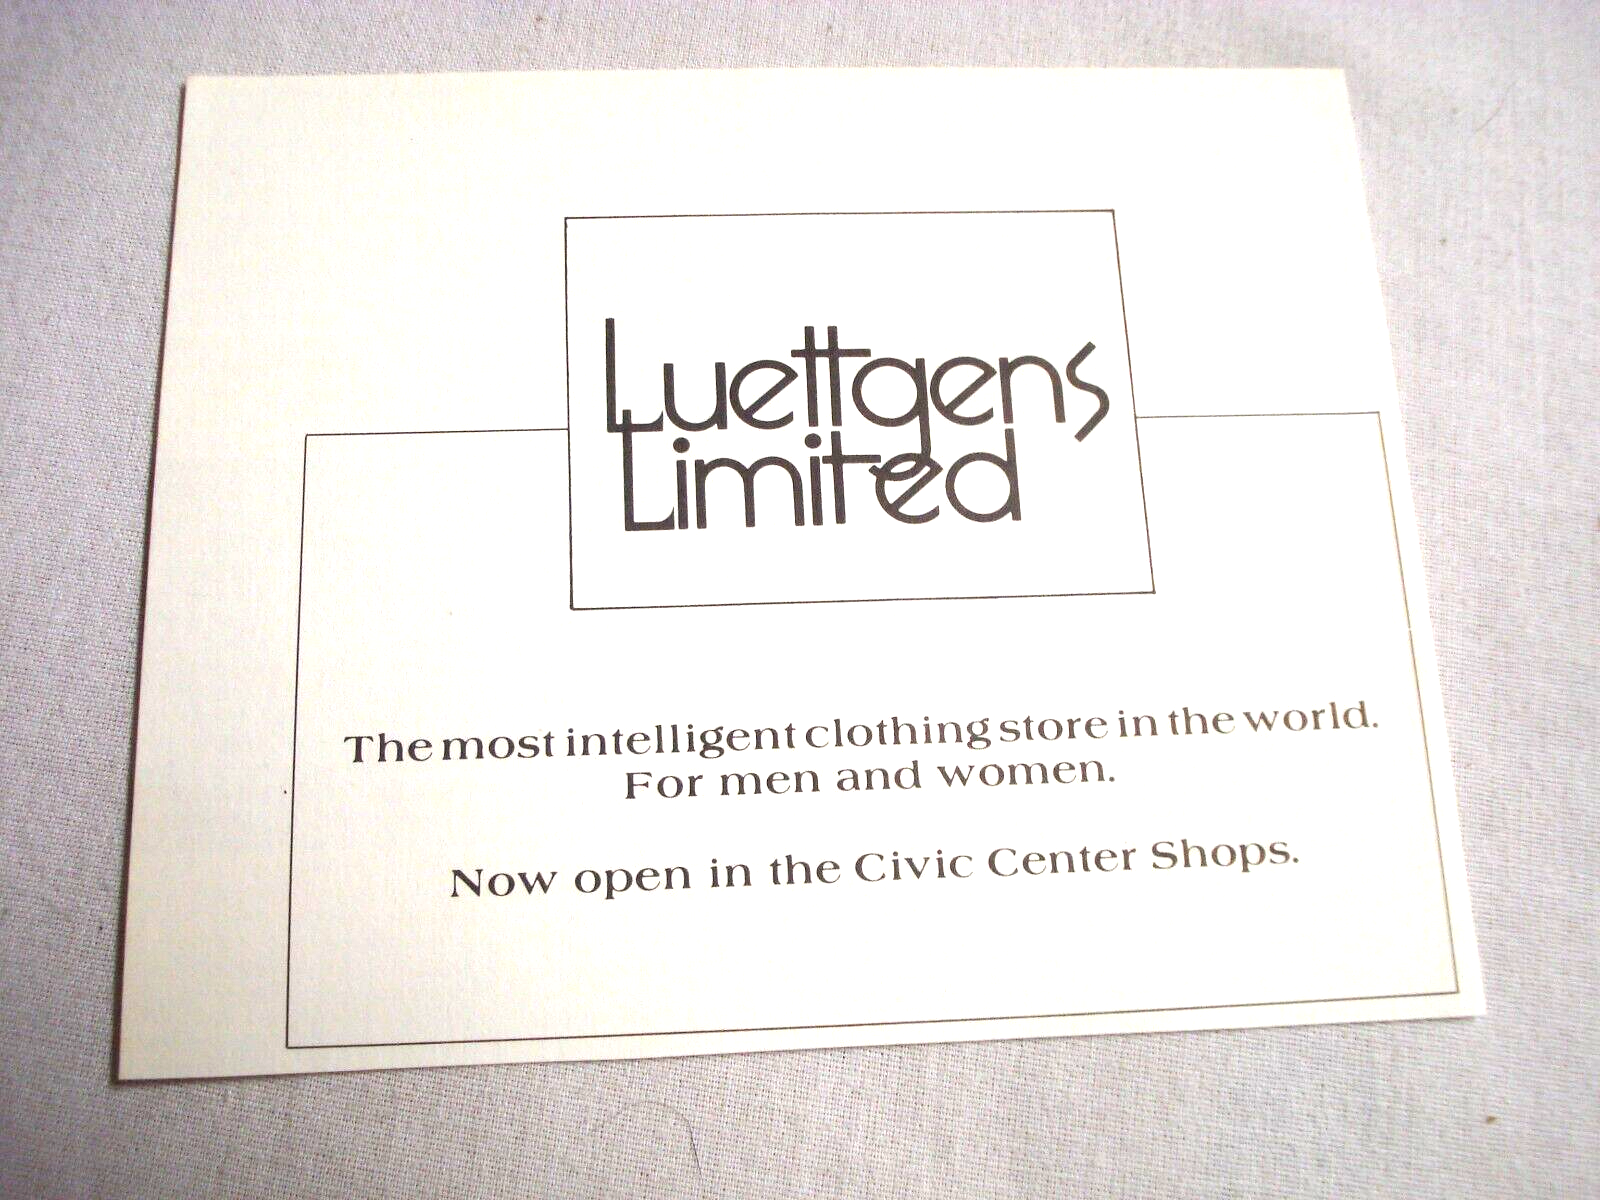 Luettgens
Limited
The most intelligent clothing store in the world.
For men and women.
Now open in the Civic Center Shops.